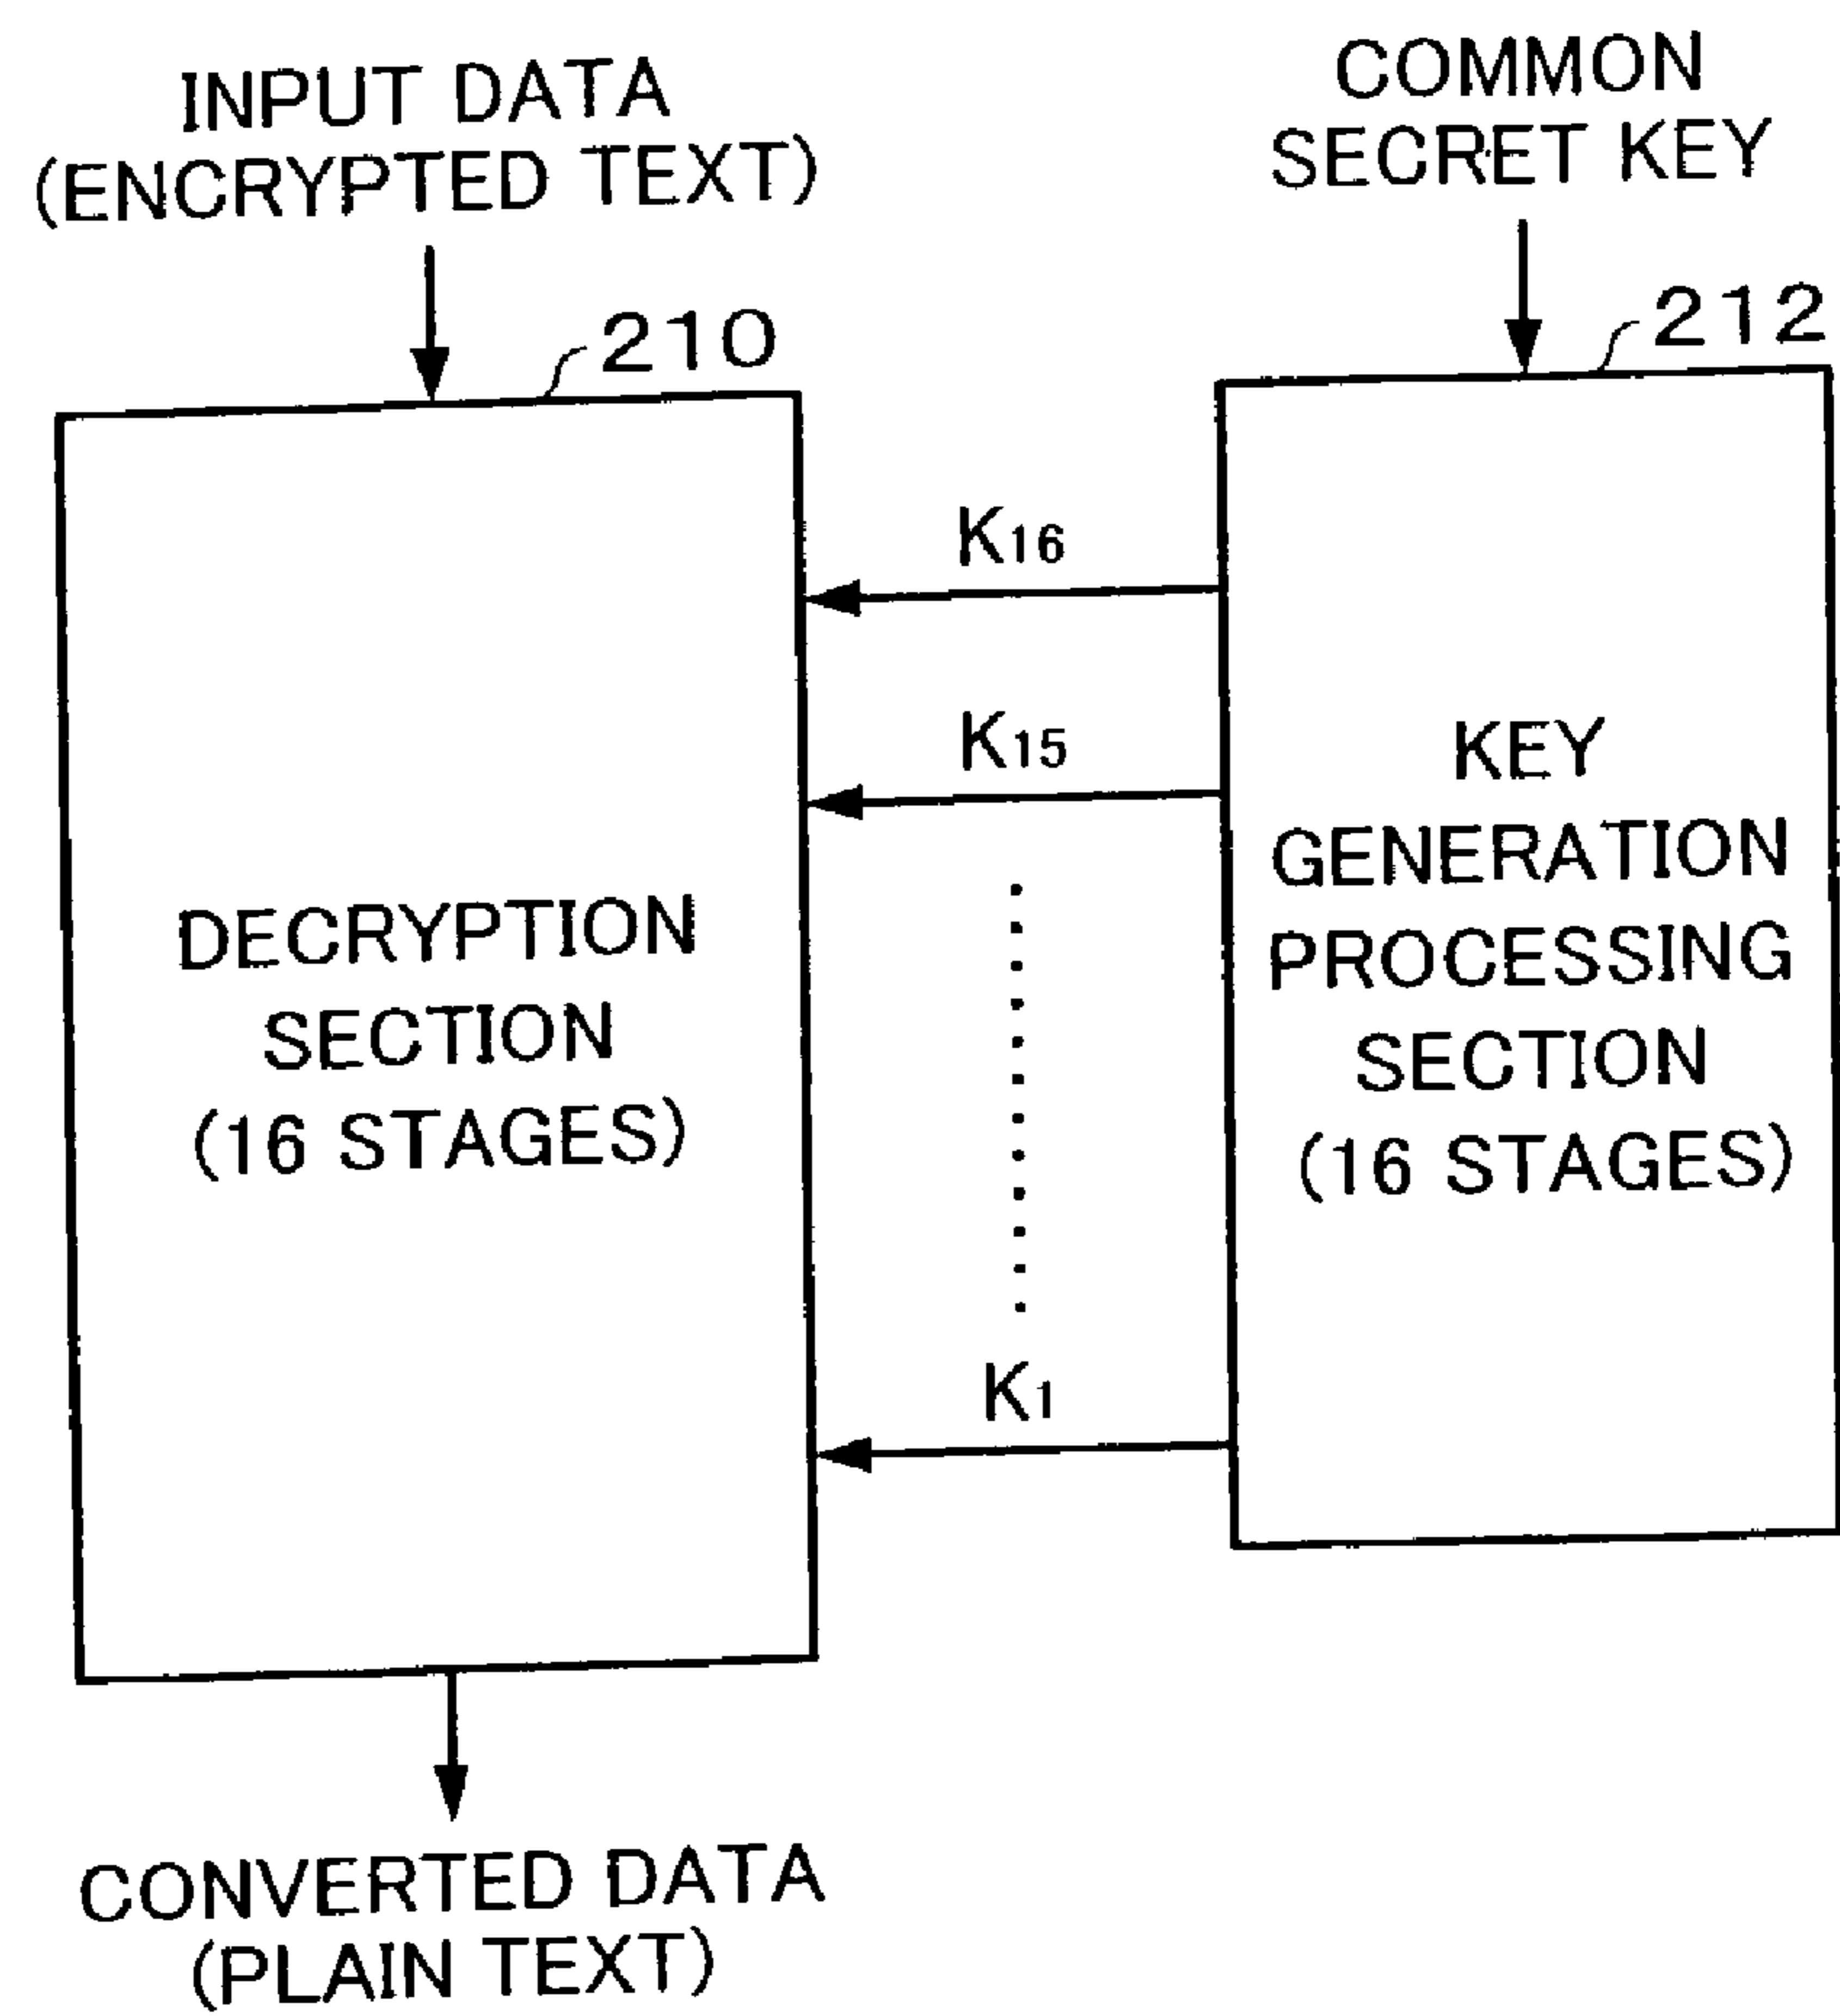 INPUT DATA
(ENCRYPTED TEXT)
COMMON
SECRET KEY
210
212
K16
K15
K1
DECRYPTION
SECTION
(16 STAGES)
KEY
GENERATION
PROCESSING
SECTION
(16 STAGES)
CONVERTED DATA
(PLAIN TEXT)